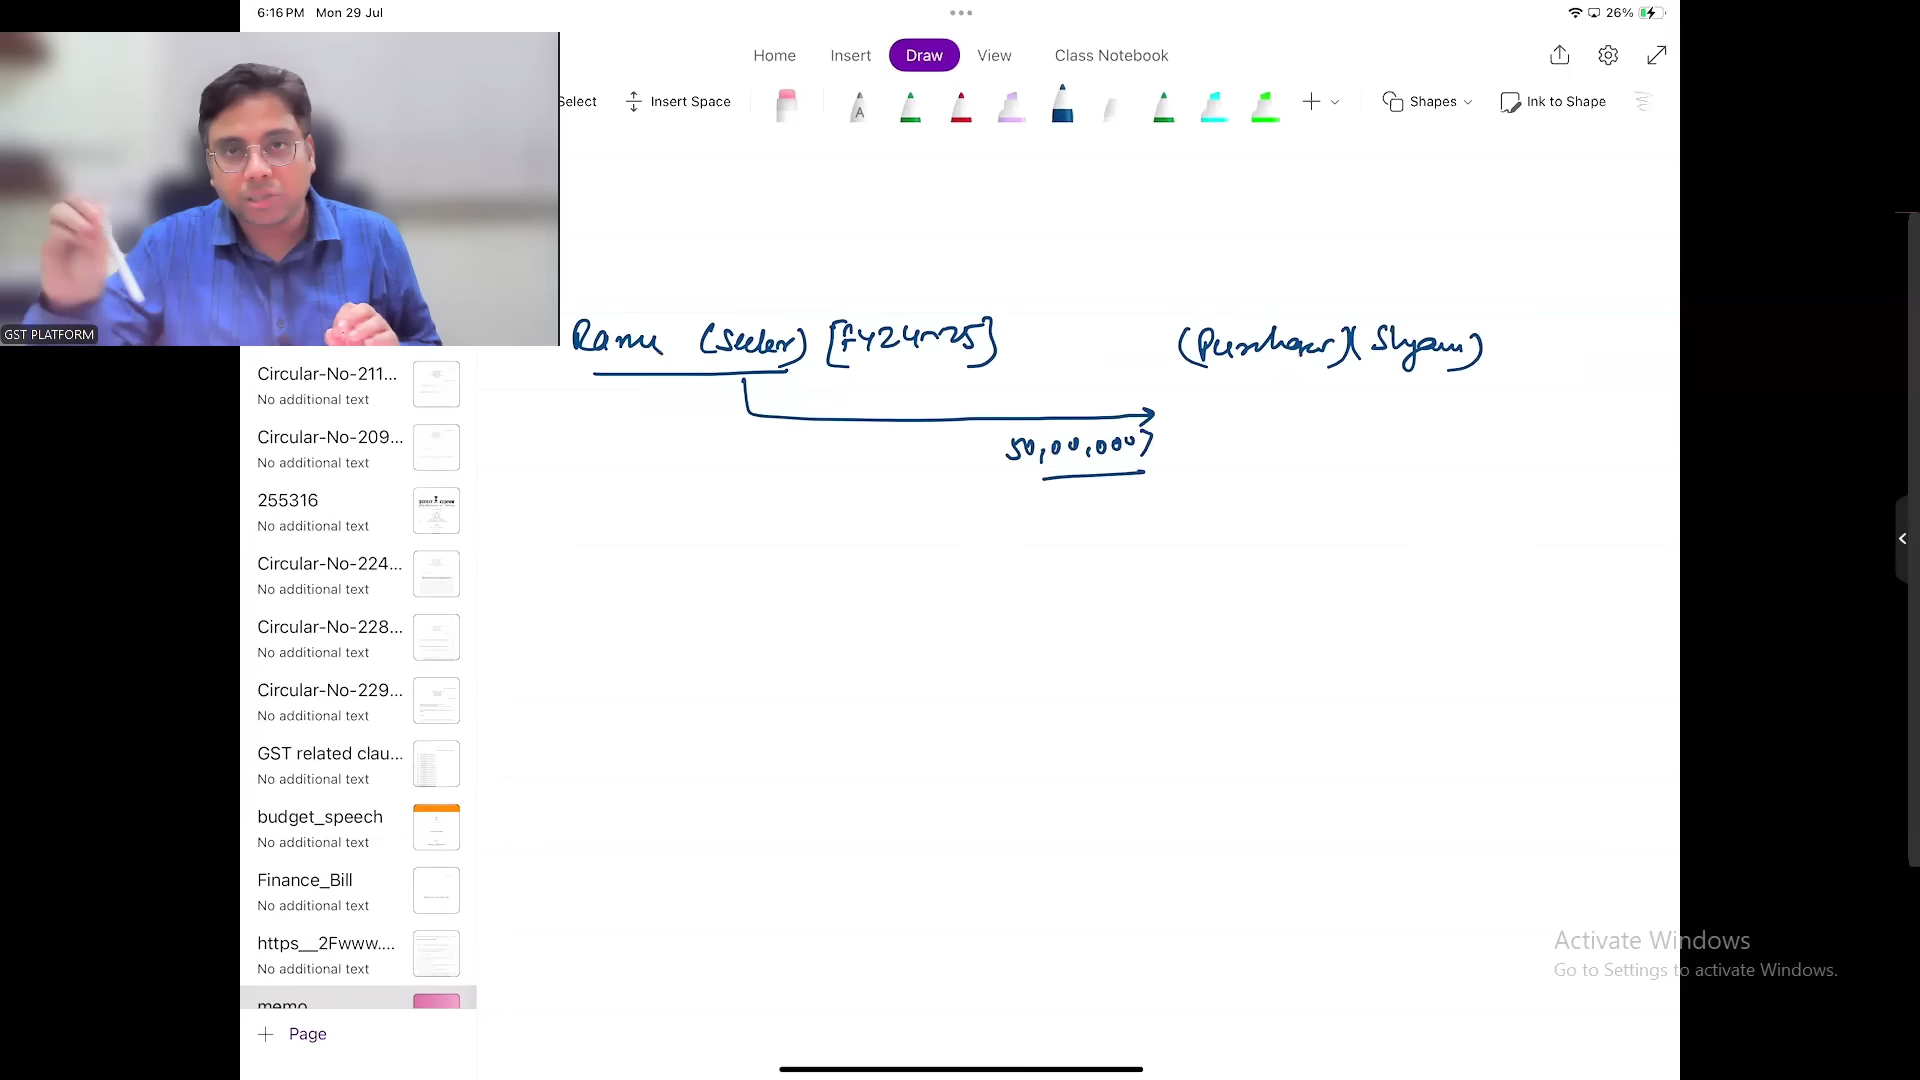 6:16 PM Mon 29 Jul
26%
Home Insert Draw View Class Notebook
Select Insert Space A Shapes Ink to Shape
GST PLATFORM
Ramu (Seller) [FY24-25] (Purchaser)(Shyam)
50,00,000
Circular-No-211...
No additional text
Circular-No-209...
No additional text
255316
No additional text
Circular-No-224...
No additional text
Circular-No-228...
No additional text
Circular-No-229...
No additional text
GST related clau...
No additional text
budget_speech
No additional text
Finance_Bill
No additional text
https__2Fwww....
No additional text
memo
Page
Activate Windows
Go to Settings to activate Windows.